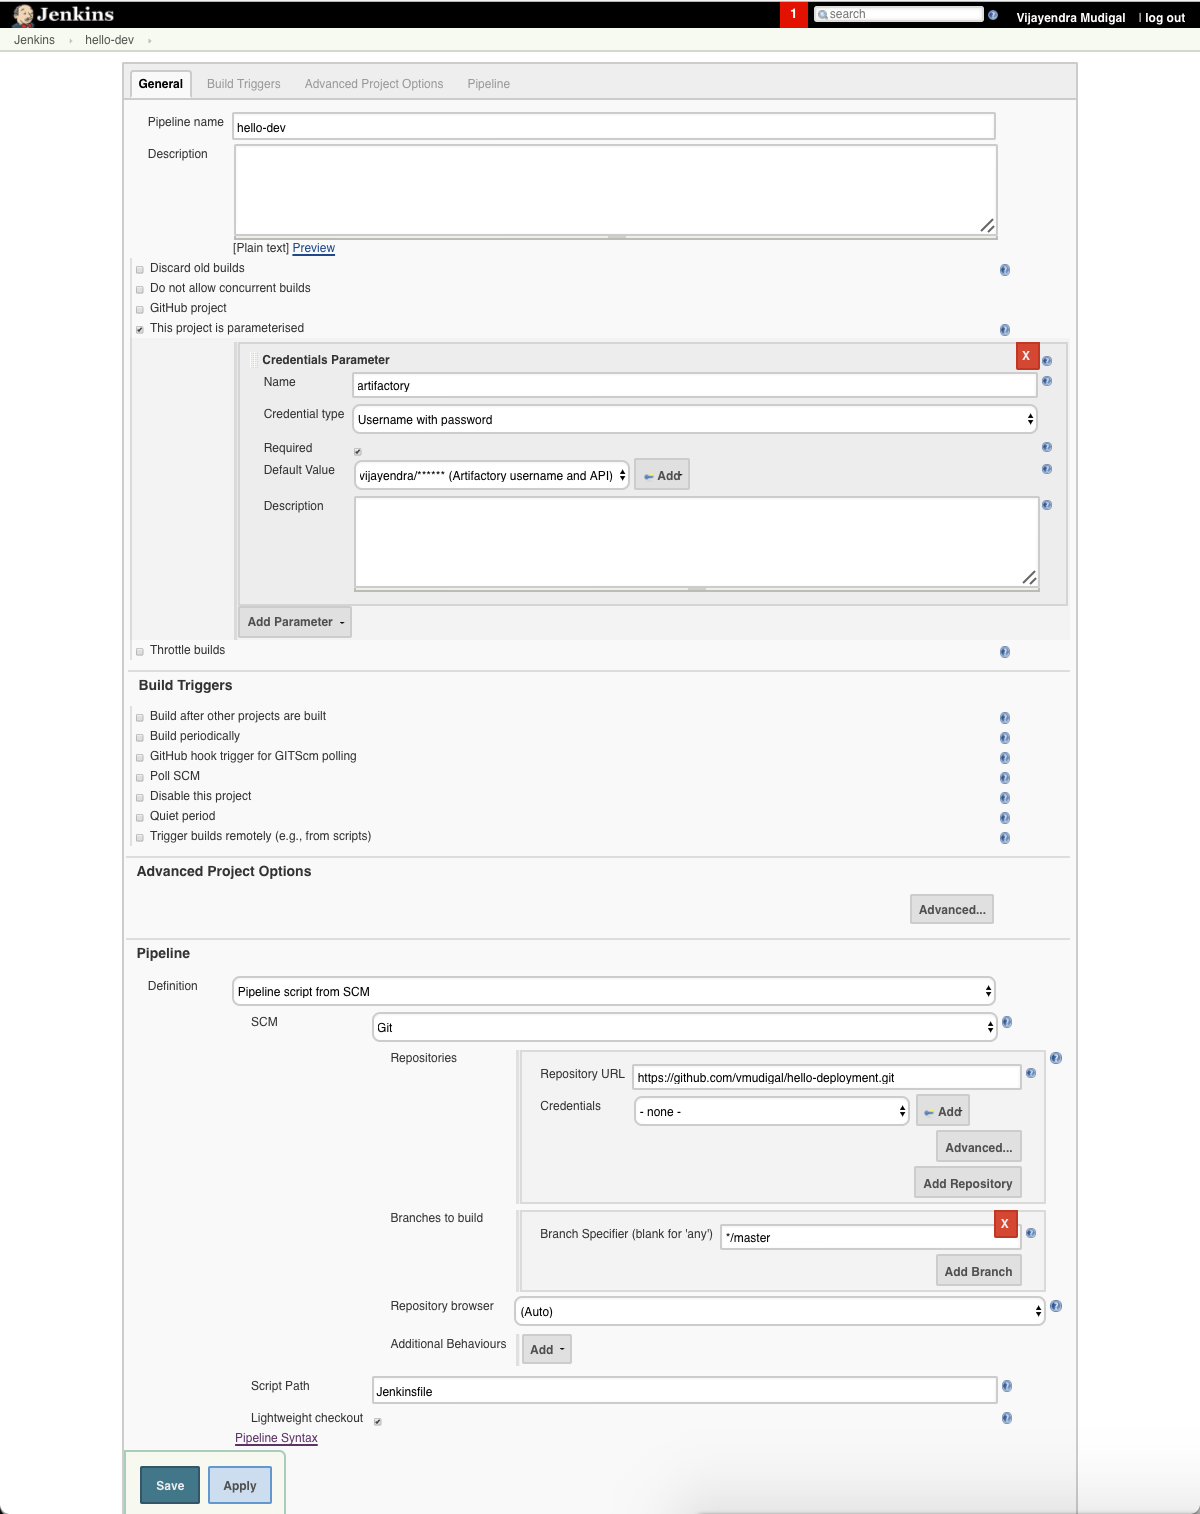 Jenkins
1
search
Vijayendra Mudigal | log out
Jenkins
hello-dev
General
Build Triggers
Advanced Project Options
Pipeline
Pipeline name
hello-dev
Description
[Plain text] Preview
Discard old builds
Do not allow concurrent builds
GitHub project
This project is parameterised
Credentials Parameter
X
Name
artifactory
Credential type
Username with password
Required
Default Value
vijayendra/****** (Artifactory username and API)
Add
Description
Add Parameter
Throttle builds
Build Triggers
Build after other projects are built
Build periodically
GitHub hook trigger for GITScm polling
Poll SCM
Disable this project
Quiet period
Trigger builds remotely (e.g., from scripts)
Advanced Project Options
Advanced...
Pipeline
Definition
Pipeline script from SCM
SCM
Git
Repositories
Repository URL
https://github.com/vmudigal/hello-deployment.git
Credentials
- none -
Add
Advanced...
Add Repository
Branches to build
X
Branch Specifier (blank for 'any')
*/master
Add Branch
Repository browser
(Auto)
Additional Behaviours
Add
Script Path
Jenkinsfile
Lightweight checkout
Pipeline Syntax
Save
Apply